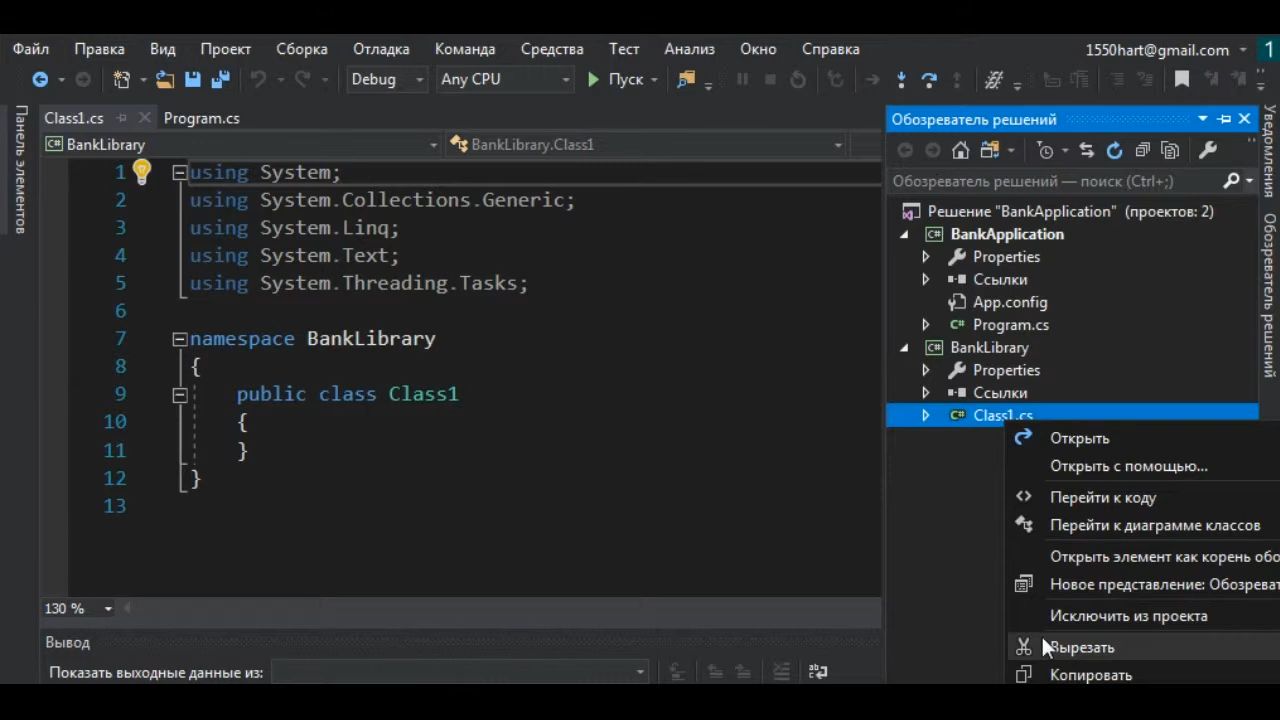 Файл Правка Вид Проект Сборка Отладка Команда Средства Тест Анализ Окно Справка 1550hart@gmail.com 1
Debug Any CPU Пуск
Панель элементов
Class1.cs Program.cs
BankLibrary BankLibrary.Class1
1 using System;
2 using System.Collections.Generic;
3 using System.Linq;
4 using System.Text;
5 using System.Threading.Tasks;
6
7 namespace BankLibrary
8 {
9 public class Class1
10 {
11 }
12 }
13
130 %
Вывод
Показать выходные данные из:
Обозреватель решений
Обозреватель решений — поиск (Ctrl+;)
Решение "BankApplication" (проектов: 2)
BankApplication
Properties
Ссылки
App.config
Program.cs
BankLibrary
Properties
Ссылки
Class1.cs
Открыть
Открыть с помощью...
Перейти к коду
Перейти к диаграмме классов
Открыть элемент как корень обо
Новое представление: Обозреват
Исключить из проекта
Вырезать
Копировать
Уведомления
Обозреватель решений